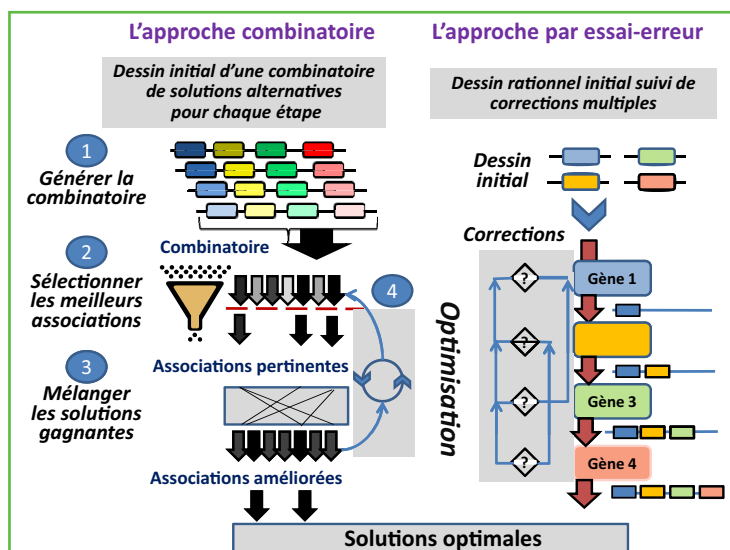 L'approche combinatoire
Dessin initial d'une combinatoire
de solutions alternatives
pour chaque étape
1
Générer la
combinatoire
Combinatoire
2
Sélectionner
les meilleurs
associations
4
Associations pertinentes
3
Mélanger
les solutions
gagnantes
Associations améliorées
L'approche par essai-erreur
Dessin rationnel initial suivi de
corrections multiples
Dessin
initial
Corrections
Optimisation
?
?
?
?
Gène 1
Gène 3
Gène 4
Solutions optimales